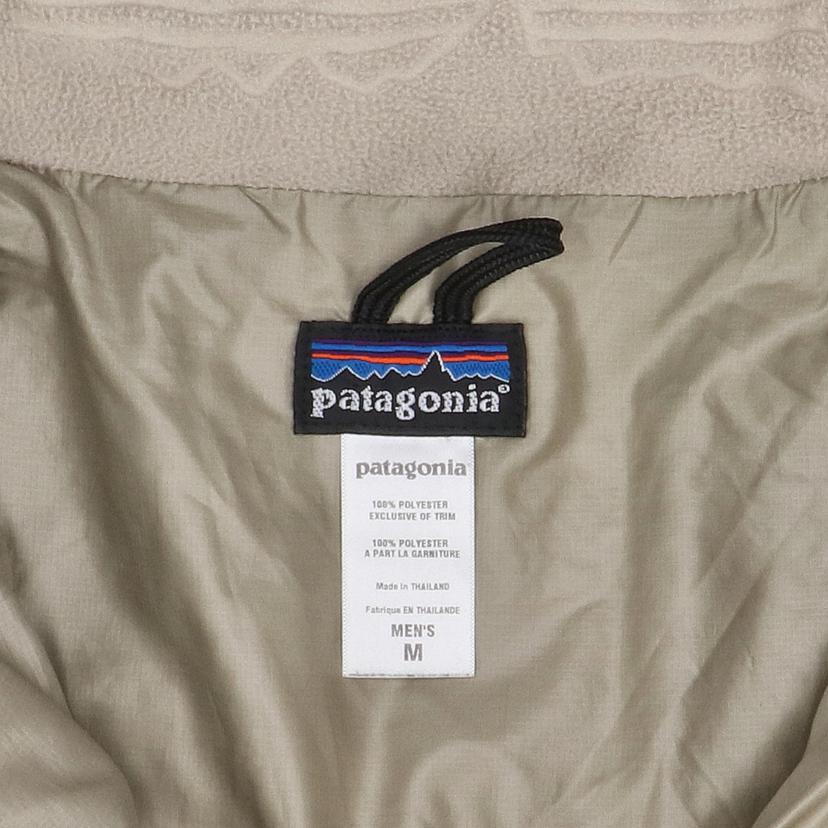 patagonia®
patagonia
100% POLYESTER
EXCLUSIVE OF TRIM
100% POLYESTER
A PART LA GARNITURE
Made in THAILAND
Fabrique EN THAILANDE
MEN'S
M